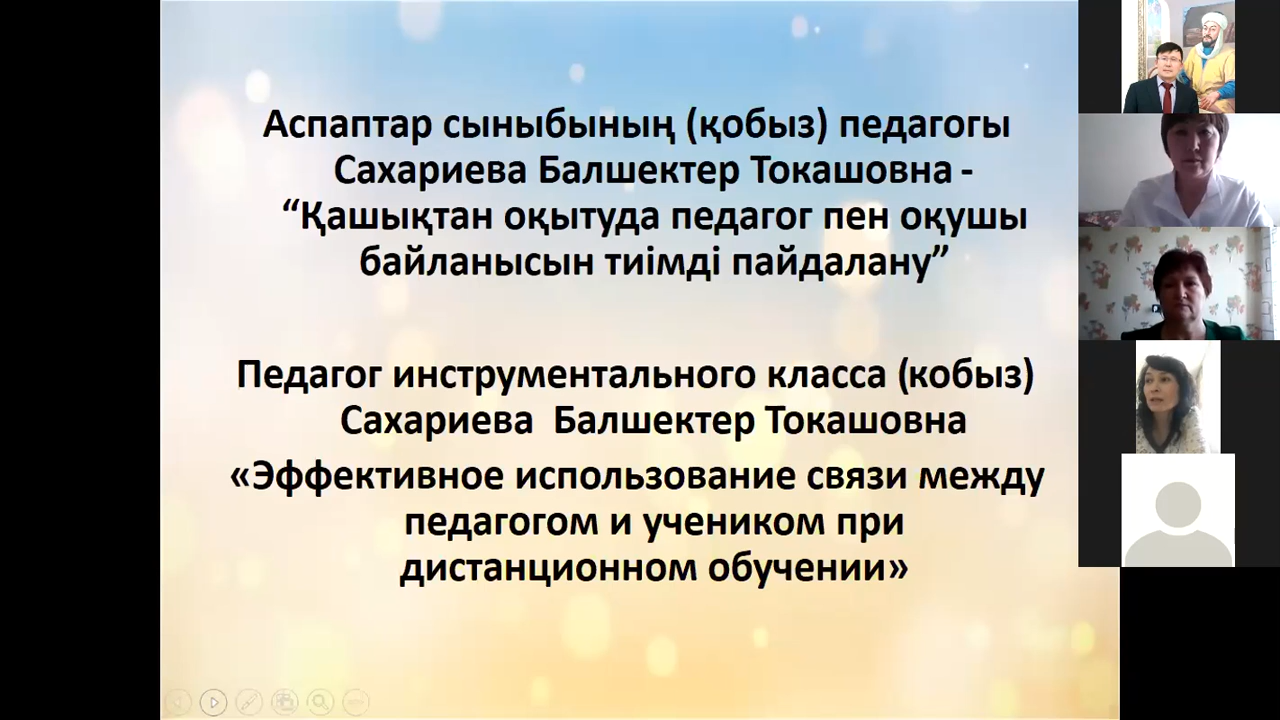 Аспаптар сыныбының (қобыз) педагогы
Сахариева Балшектер Токашовна -
“Қашықтан оқытуда педагог пен оқушы
байланысын тиімді пайдалану”
Педагог инструментального класса (кобыз)
Сахариева Балшектер Токашовна
«Эффективное использование связи между
педагогом и учеником при
дистанционном обучении»